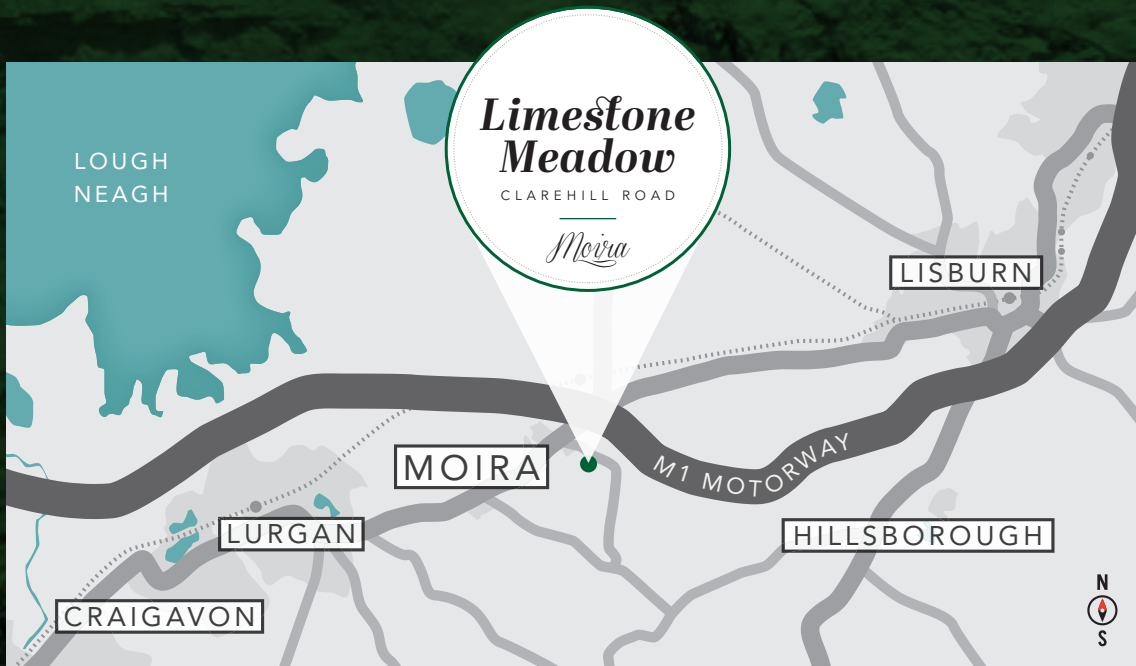 Limestone
Meadow
CLAREHILL ROAD
Moira
LOUGH
NEAGH
LISBURN
MOIRA
M1 MOTORWAY
LURGAN
HILLSBOROUGH
CRAIGAVON
N
S